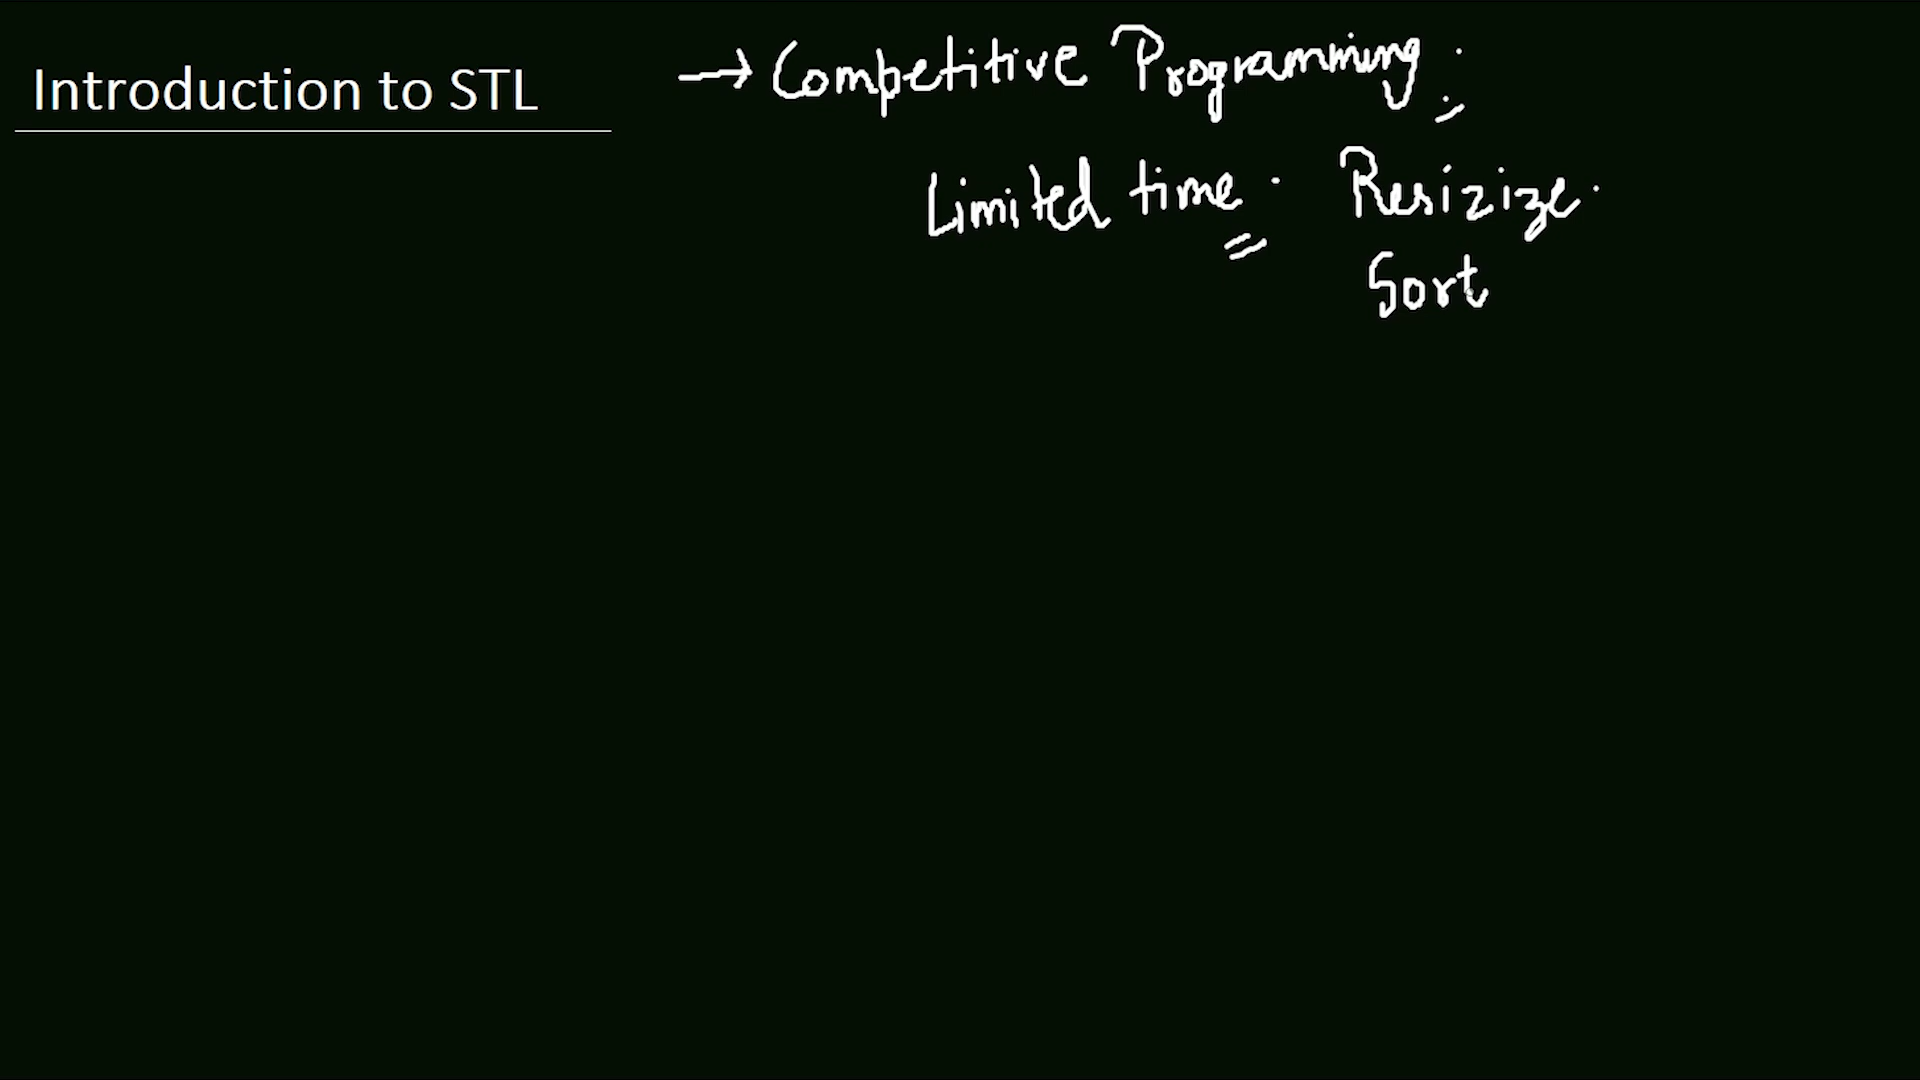 Introduction to STL
→ Competitive Programming.
Limited time. Resizize.
Sort